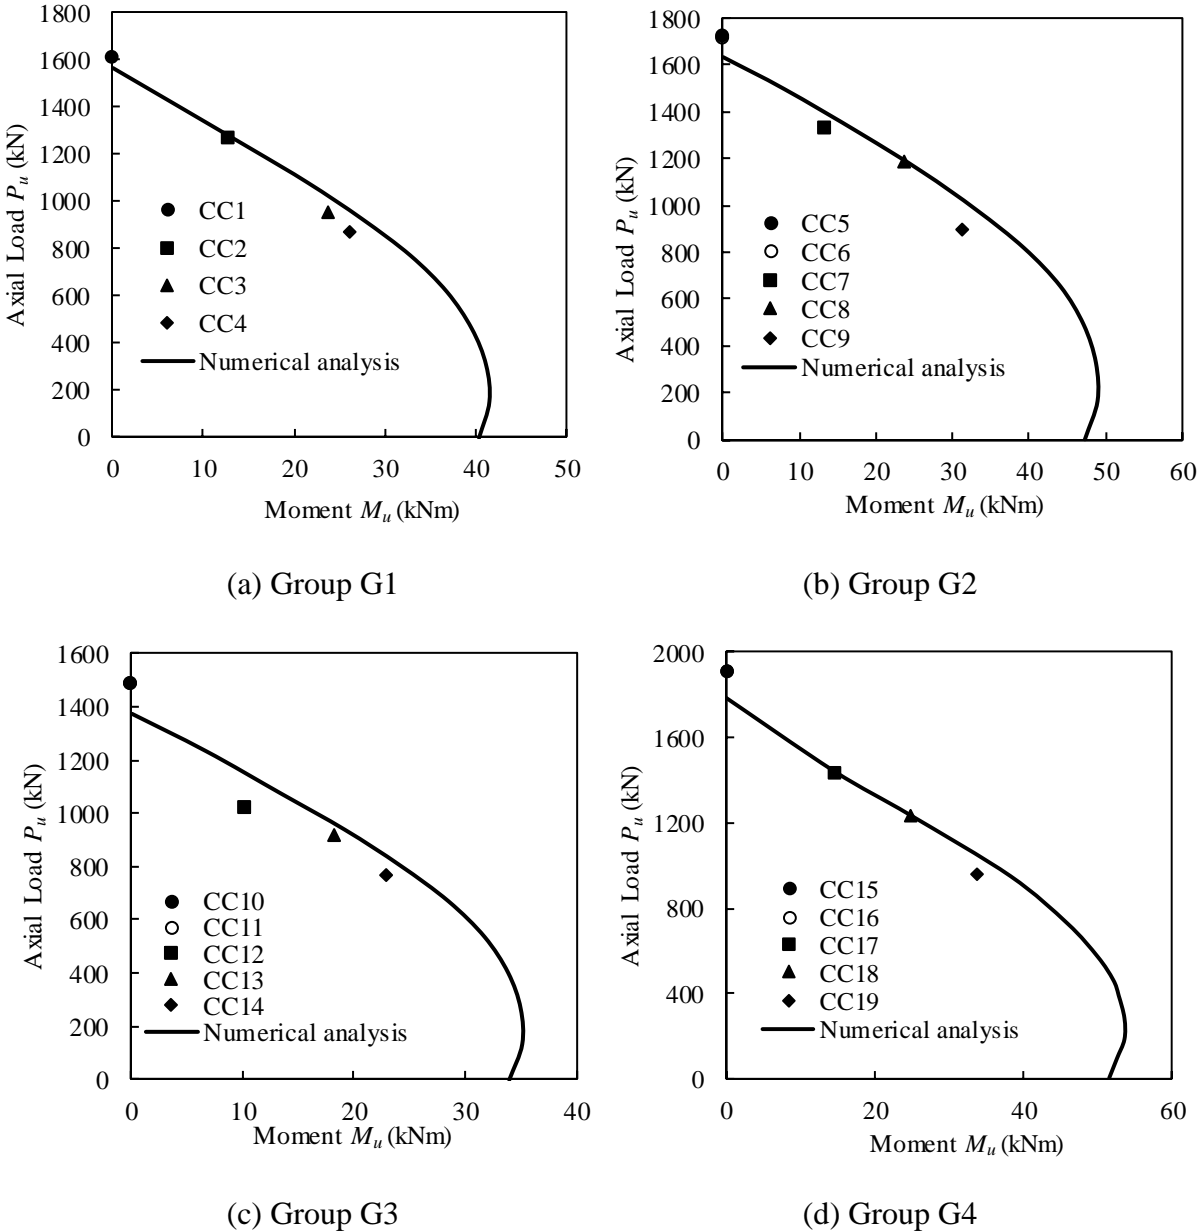 1800
1600
1400
1200
1000
800
600
400
200
0
0 10 20 30 40 50
Axial Load Pu (kN)
Moment Mu (kNm)
CC1
CC2
CC3
CC4
Numerical analysis
(a) Group G1
1800
1600
1400
1200
1000
800
600
400
200
0
0 10 20 30 40 50 60
Axial Load Pu (kN)
Moment Mu (kNm)
CC5
CC6
CC7
CC8
CC9
Numerical analysis
(b) Group G2
1600
1400
1200
1000
800
600
400
200
0
0 10 20 30 40
Axial Load Pu (kN)
Moment Mu (kNm)
CC10
CC11
CC12
CC13
CC14
Numerical analysis
(c) Group G3
2000
1600
1200
800
400
0
0 20 40 60
Axial Load Pu (kN)
Moment Mu (kNm)
CC15
CC16
CC17
CC18
CC19
Numerical analysis
(d) Group G4